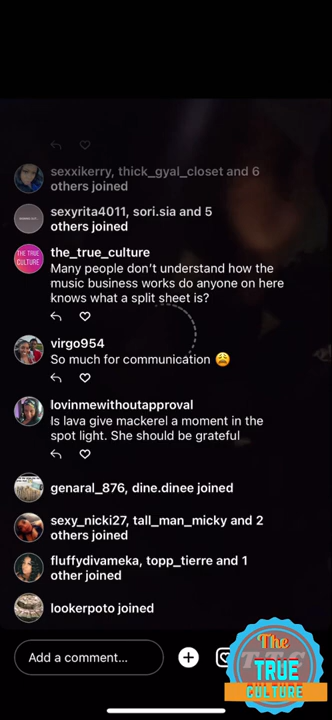 sexxikerry, thick_gyal_closet and 6
others joined
sexyrita4011, sori.sia and 5
others joined
THE TRUE
CULTURE
the_true_culture
Many people don't understand how the
music business works do anyone on here
knows what a split sheet is?
virgo954
So much for communication 😩
lovinmewithoutapproval
Is lava give mackerel a moment in the
spot light. She should be grateful
genaral_876, dine.dinee joined
sexy_nicki27, tall_man_micky and 2
others joined
fluffydivameka, topp_tierre and 1
other joined
lookerpoto joined
Add a comment...
The
T.T.C
TRUE
CULTURE